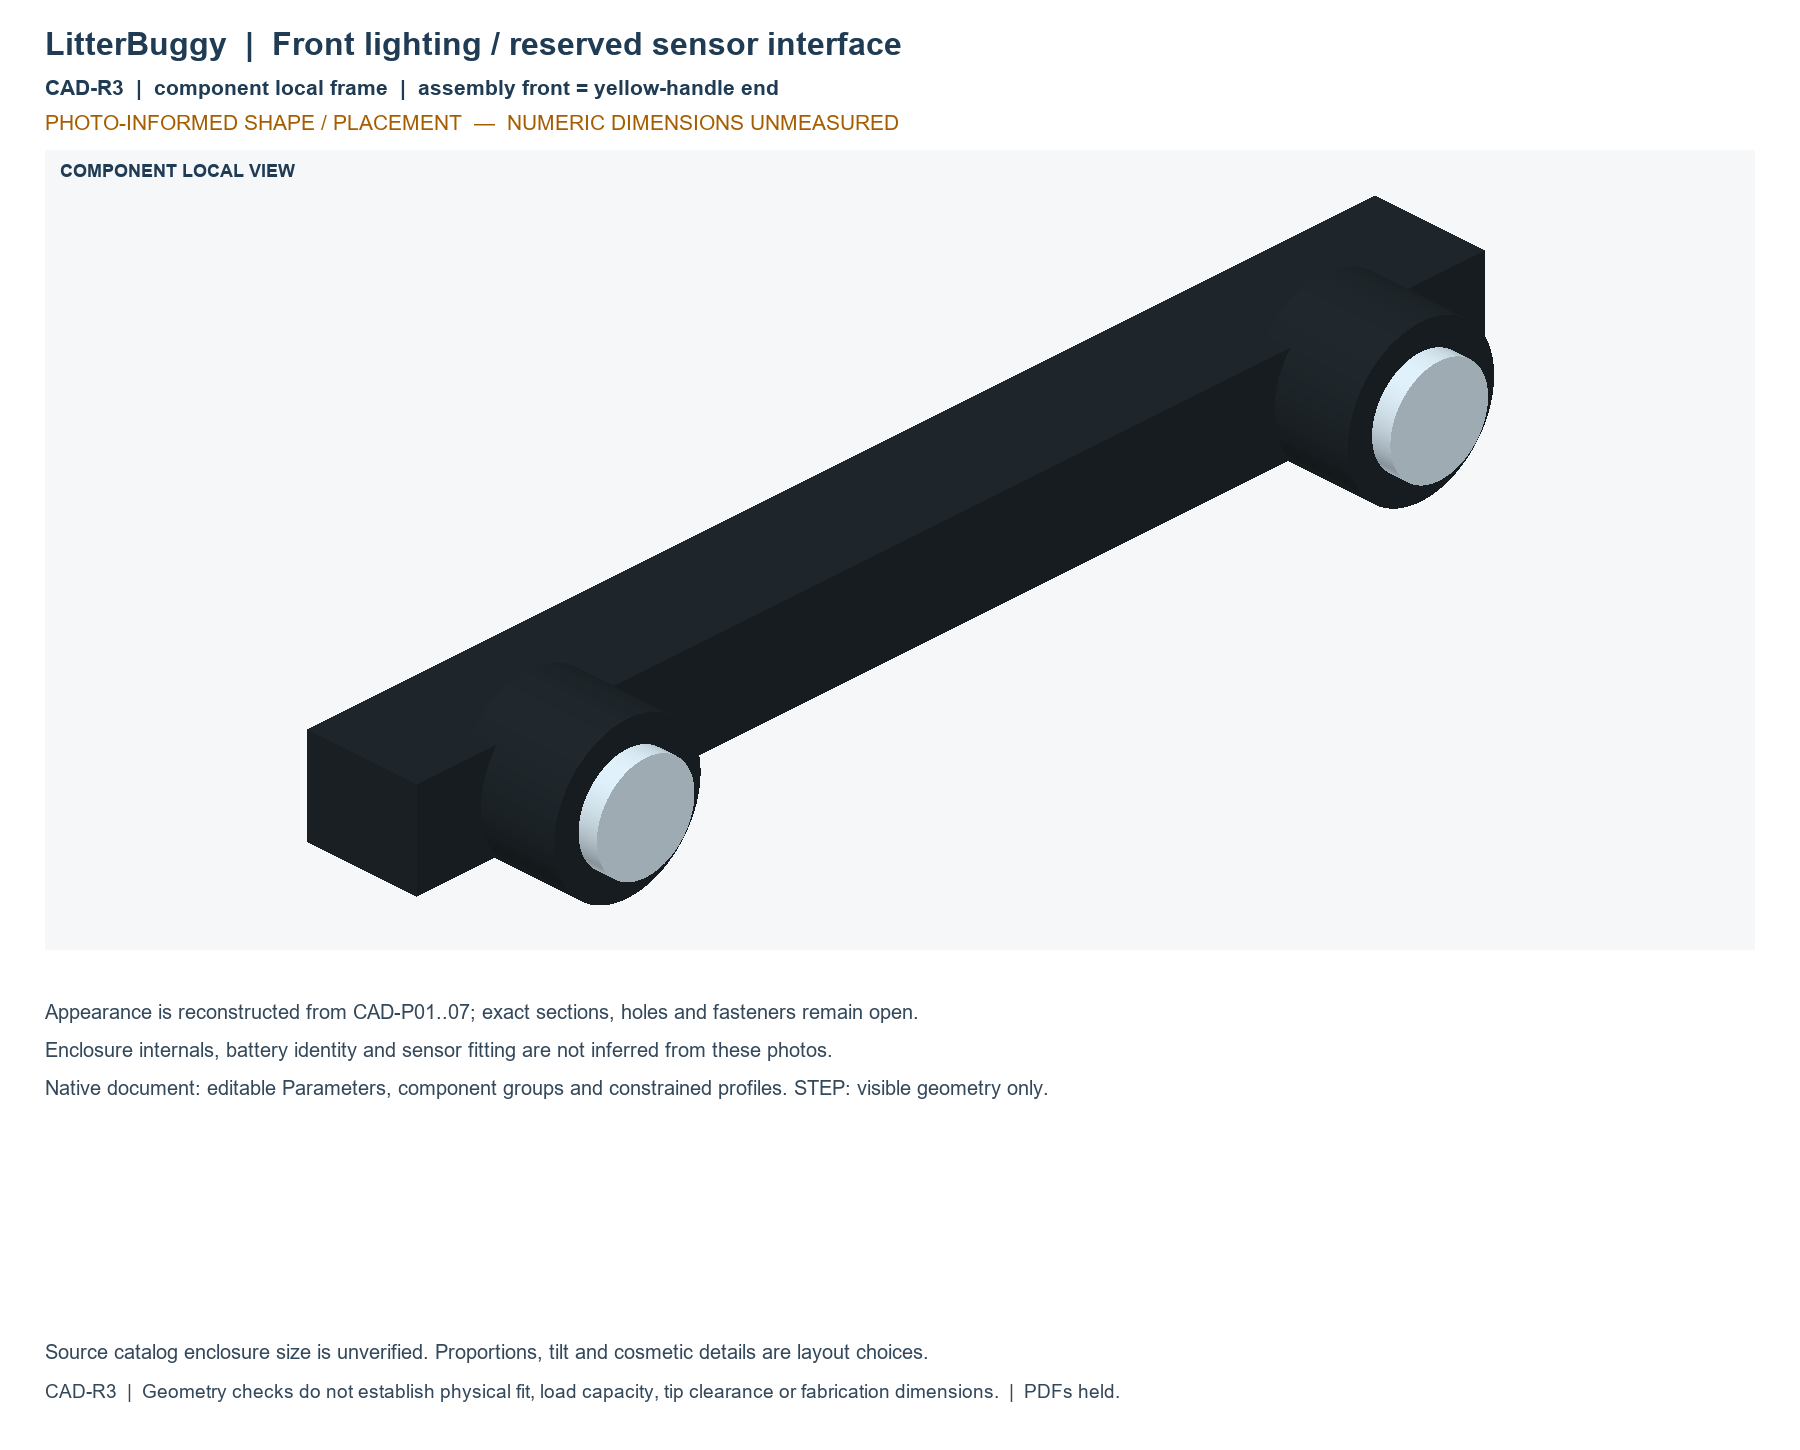 LitterBuggy | Front lighting / reserved sensor interface
CAD-R3 | component local frame | assembly front = yellow-handle end
PHOTO-INFORMED SHAPE / PLACEMENT — NUMERIC DIMENSIONS UNMEASURED
COMPONENT LOCAL VIEW
Appearance is reconstructed from CAD-P01..07; exact sections, holes and fasteners remain open.
Enclosure internals, battery identity and sensor fitting are not inferred from these photos.
Native document: editable Parameters, component groups and constrained profiles. STEP: visible geometry only.
Source catalog enclosure size is unverified. Proportions, tilt and cosmetic details are layout choices.
CAD-R3 | Geometry checks do not establish physical fit, load capacity, tip clearance or fabrication dimensions. | PDFs held.